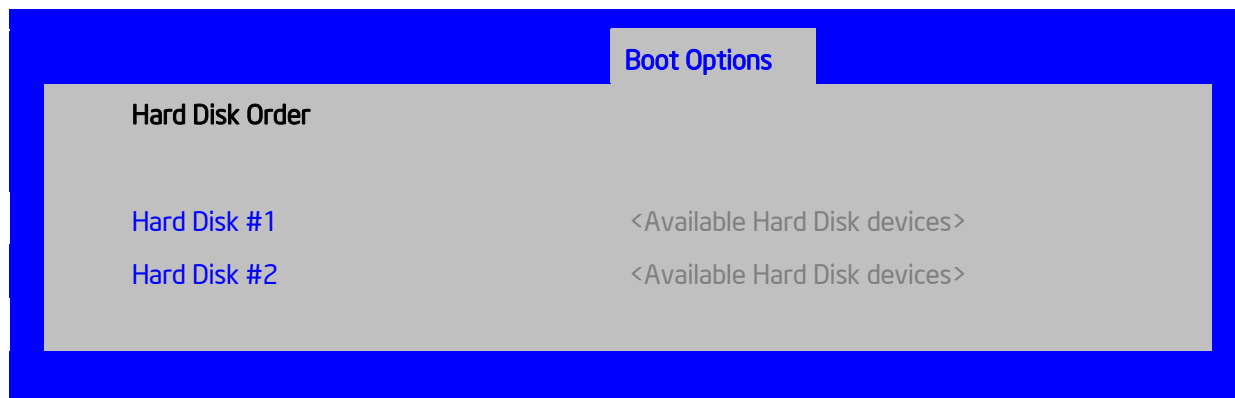 Boot Options
Hard Disk Order
Hard Disk #1 <Available Hard Disk devices>
Hard Disk #2 <Available Hard Disk devices>